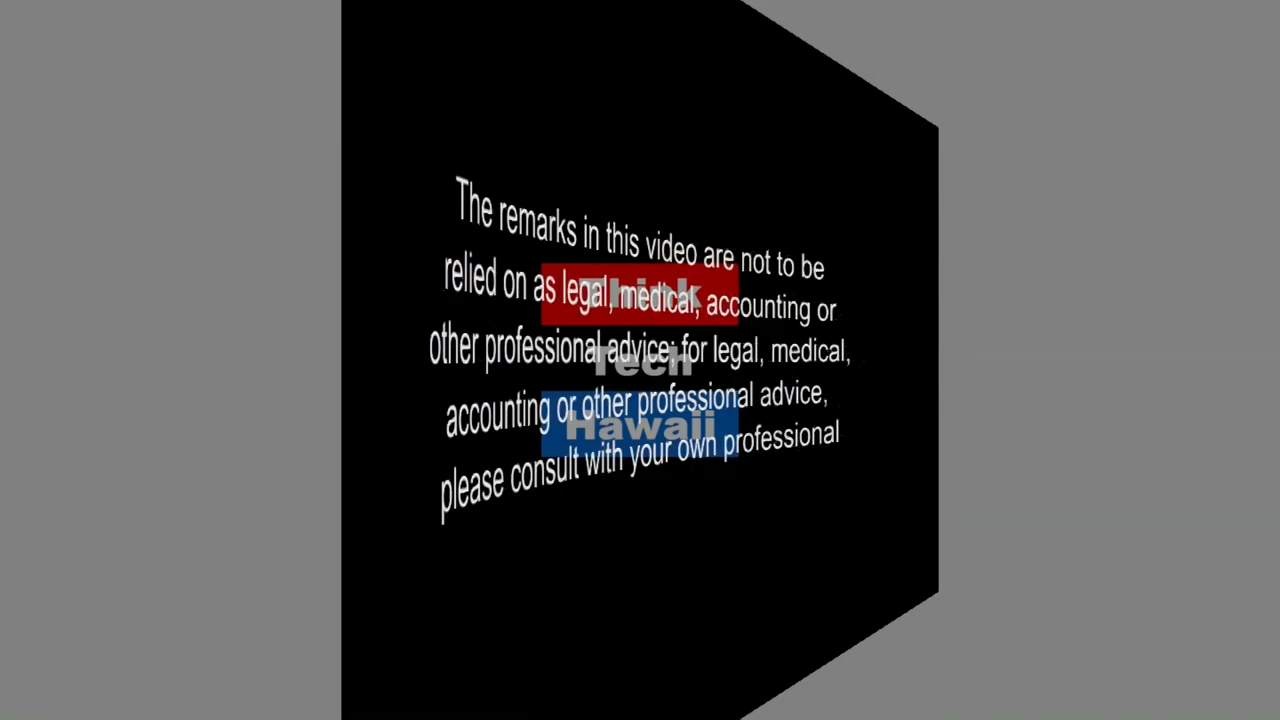 The remarks in this video are not to be
relied on as legal, medical, accounting or
other professional advice; for legal, medical,
accounting or other professional advice,
please consult with your own professional
Think
Tech
Hawaii